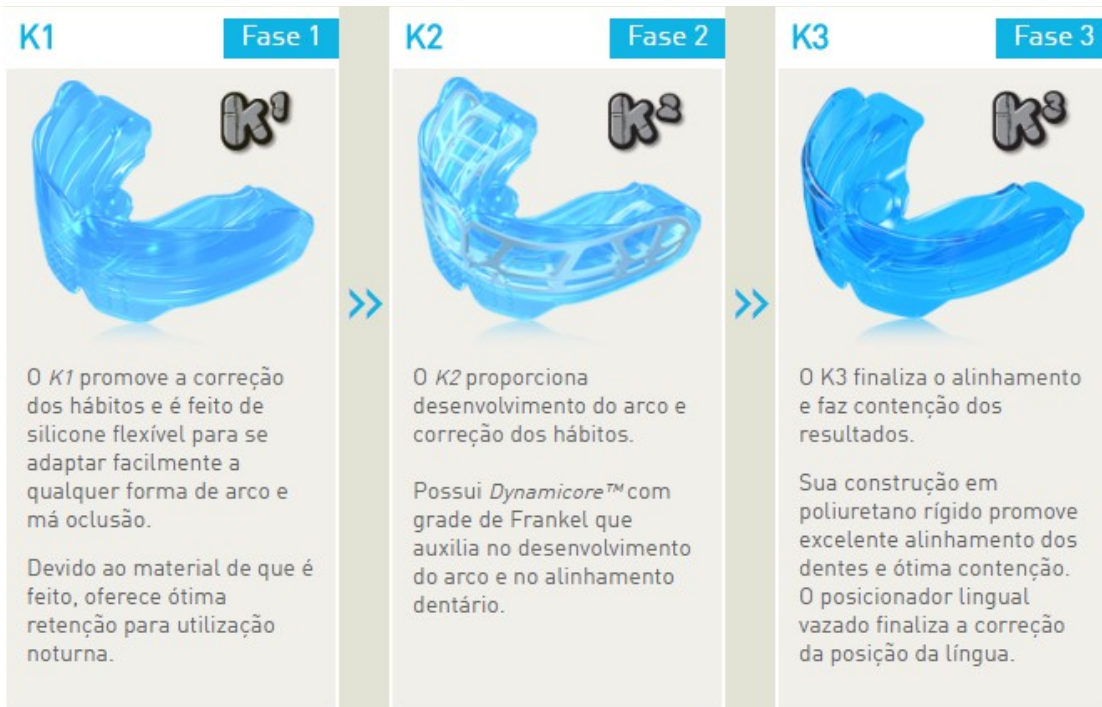 K1
Fase 1
K1
O K1 promove a correção
dos hábitos e é feito de
silicone flexível para se
adaptar facilmente a
qualquer forma de arco e
má oclusão.
Devido ao material de que é
feito, oferece ótima
retenção para utilização
noturna.
K2
Fase 2
K2
O K2 proporciona
desenvolvimento do arco e
correção dos hábitos.
Possui Dynamicore™ com
grade de Frankel que
auxilia no desenvolvimento
do arco e no alinhamento
dentário.
K3
Fase 3
K3
O K3 finaliza o alinhamento
e faz contenção dos
resultados.
Sua construção em
poliuretano rígido promove
excelente alinhamento dos
dentes e ótima contenção.
O posicionador lingual
vazado finaliza a correção
da posição da língua.